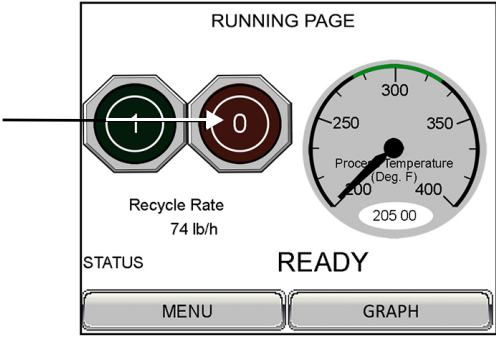 RUNNING PAGE
1
0
300
250
350
Process Temperature
(Deg. F)
200
400
205 00
Recycle Rate
74 lb/h
STATUS
READY
MENU
GRAPH